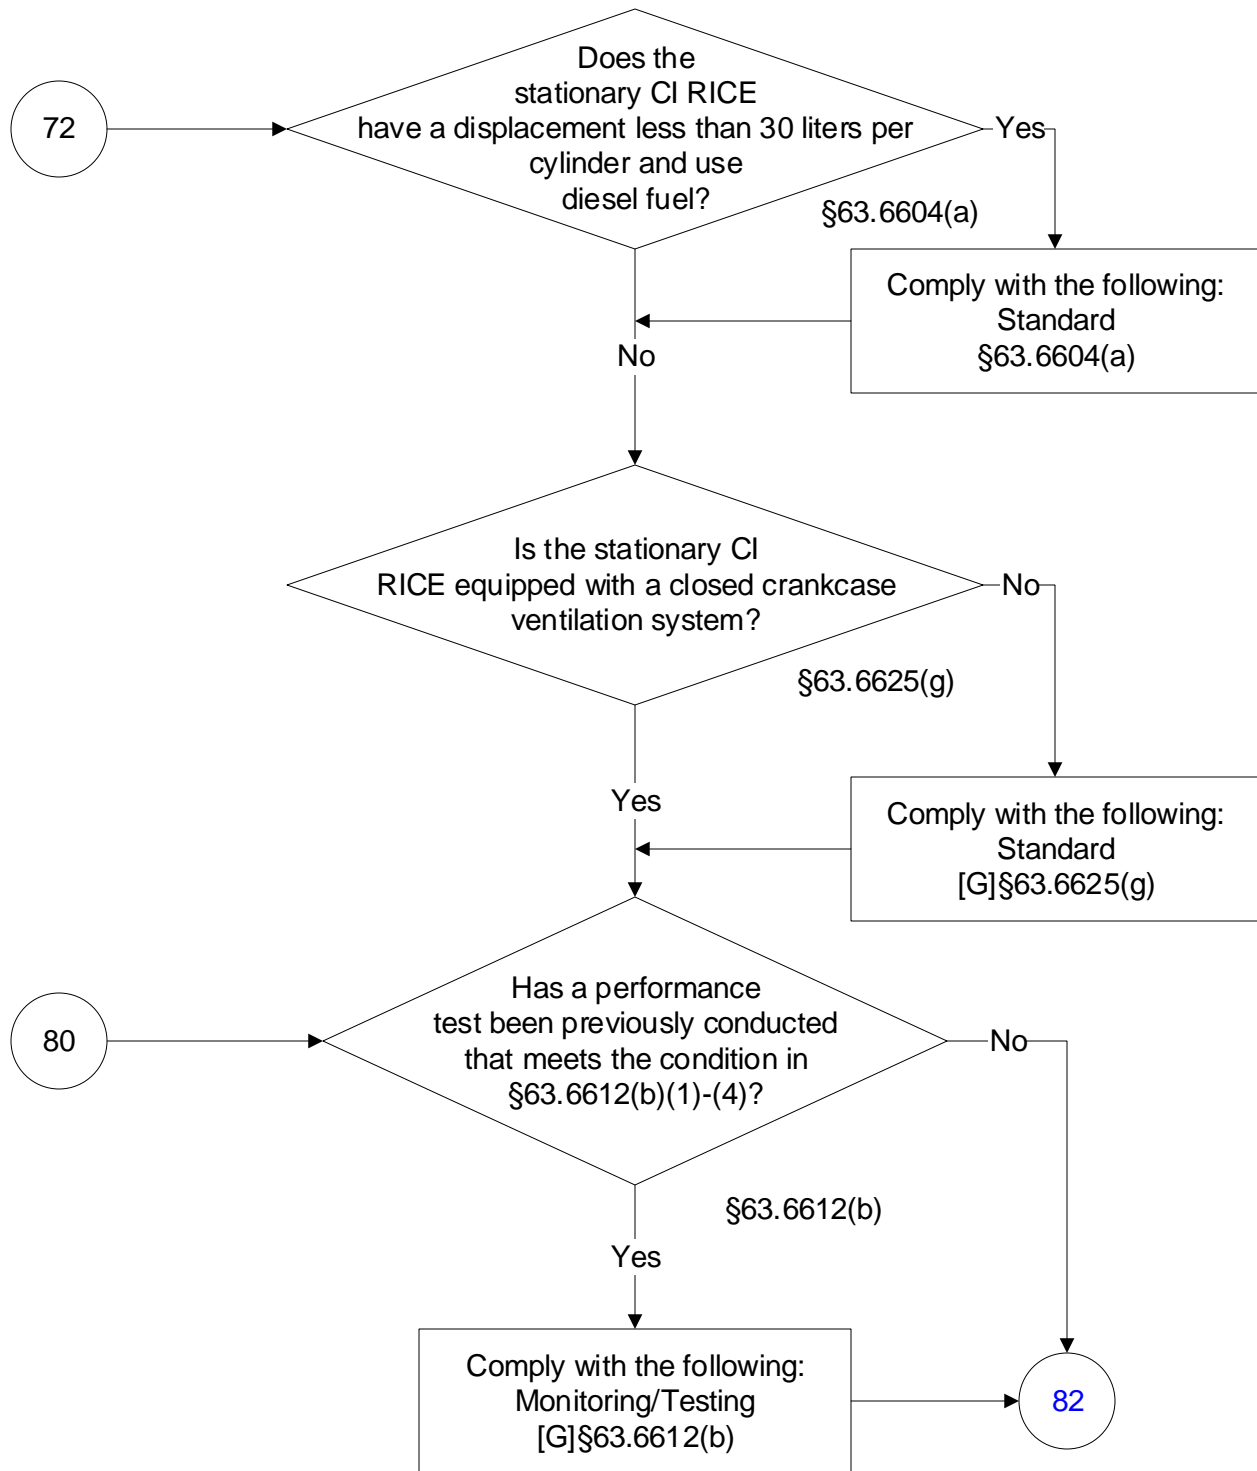 72
Does the
stationary CI RICE
have a displacement less than 30 liters per
cylinder and use
diesel fuel?
Yes
§63.6604(a)
Comply with the following:
Standard
§63.6604(a)
No
Is the stationary CI
RICE equipped with a closed crankcase
ventilation system?
No
§63.6625(g)
Yes
Comply with the following:
Standard
[G]§63.6625(g)
80
Has a performance
test been previously conducted
that meets the condition in
§63.6612(b)(1)-(4)?
No
§63.6612(b)
Yes
Comply with the following:
Monitoring/Testing
[G]§63.6612(b)
82